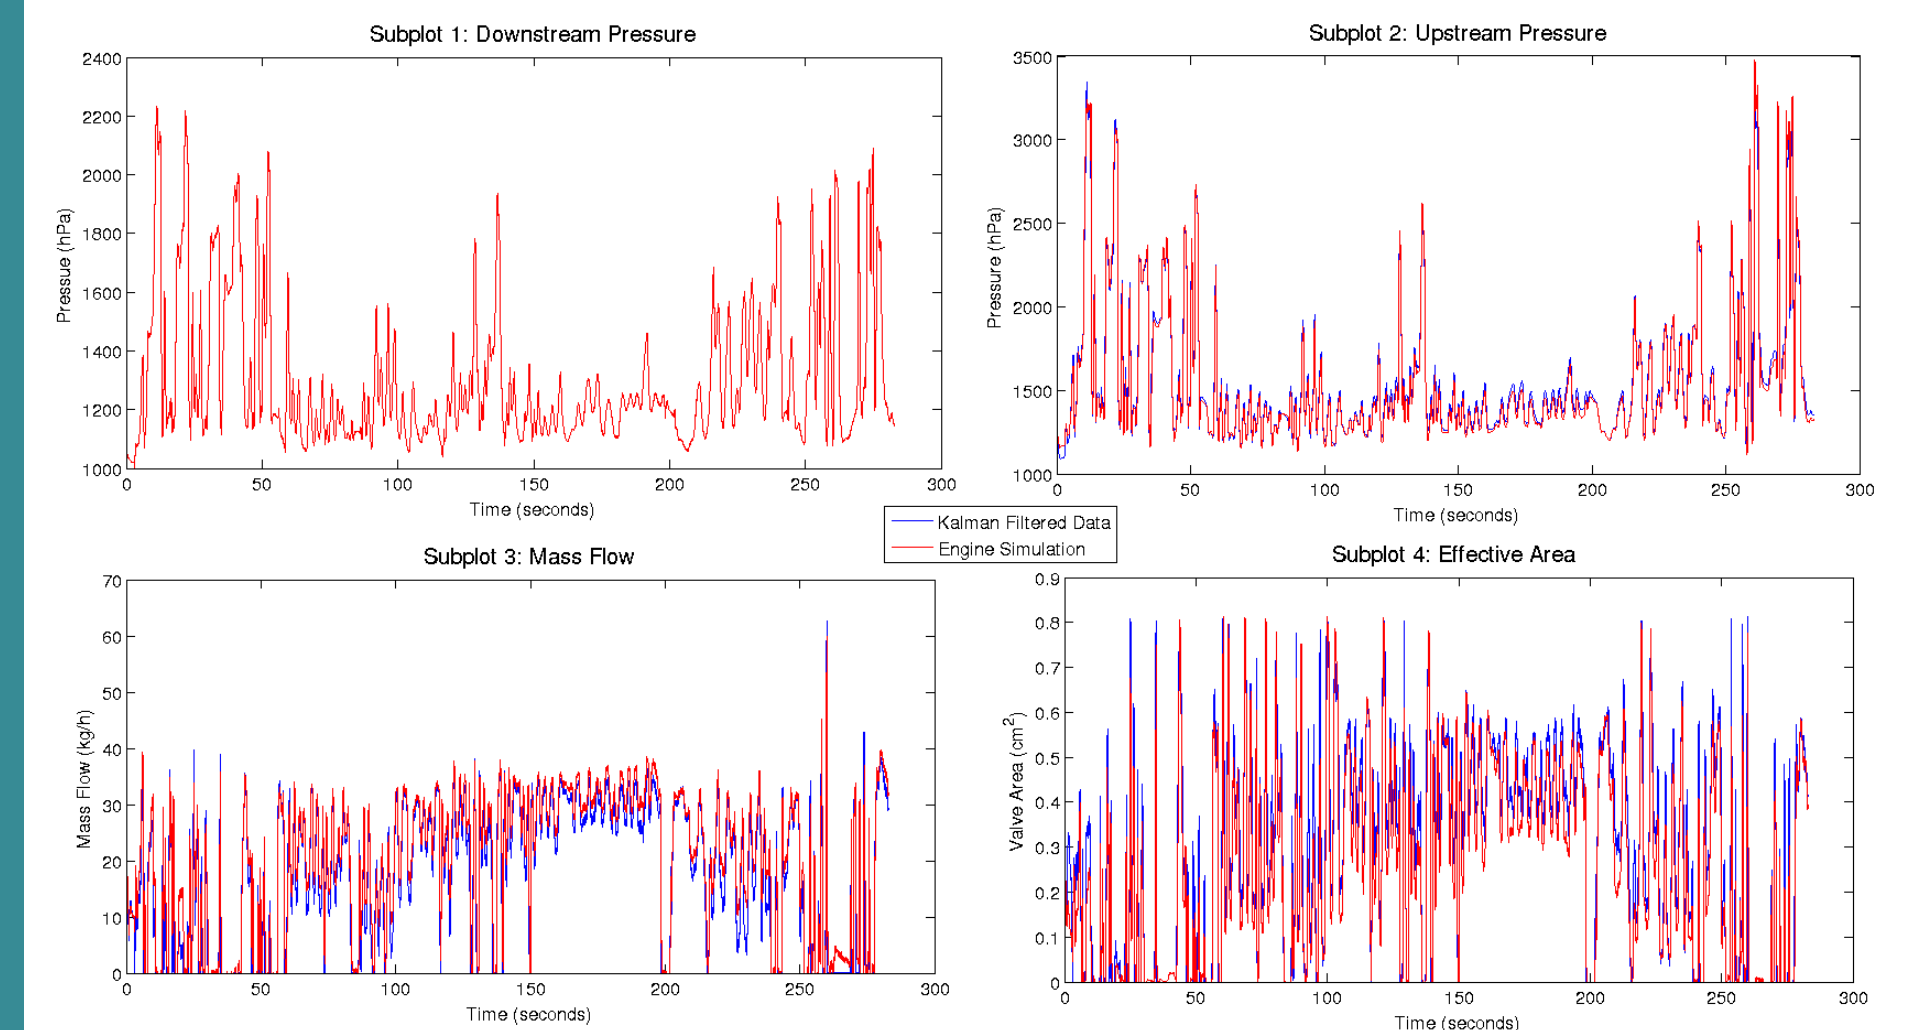 Subplot 1: Downstream Pressure
2400
2200
2000
1800
1600
1400
1200
1000
Pressue (hPa)
0 50 100 150 200 250 300
Time (seconds)
Subplot 2: Upstream Pressure
3500
3000
2500
2000
1500
1000
Pressure (hPa)
0 50 100 150 200 250 300
Time (seconds)
Kalman Filtered Data
Engine Simulation
Subplot 3: Mass Flow
70
60
50
40
30
20
10
0
Mass Flow (kg/h)
0 50 100 150 200 250 300
Time (seconds)
Subplot 4: Effective Area
0.9
0.8
0.7
0.6
0.5
0.4
0.3
0.2
0.1
0
Valve Area (cm²)
0 50 100 150 200 250 300
Time (seconds)